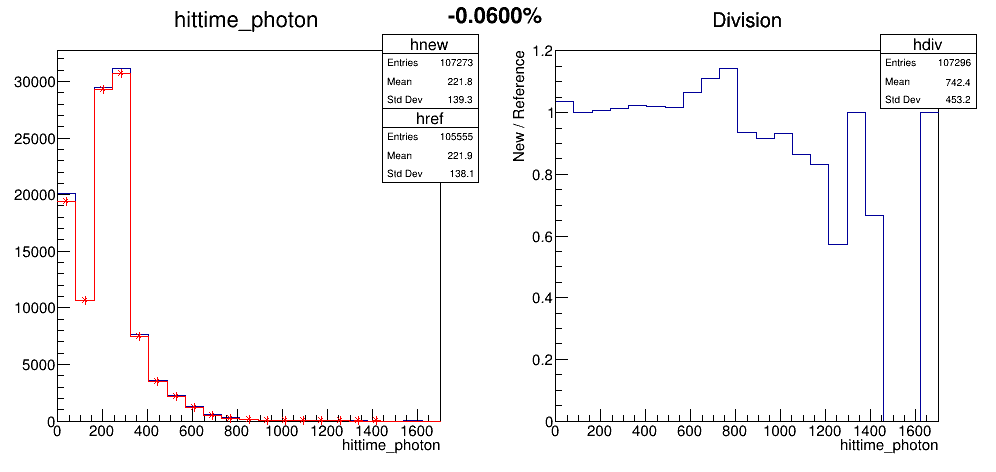 -0.0600%
hittime_photon
hnew
Entries 107273
Mean 221.8
Std Dev 139.3
href
Entries 105555
Mean 221.9
Std Dev 138.1
30000
25000
20000
15000
10000
5000
0
0 200 400 600 800 1000 1200 1400 1600
hittime_photon
Division
hdiv
Entries 107296
Mean 742.4
Std Dev 453.2
New / Reference
1.2
1
0.8
0.6
0.4
0.2
0
0 200 400 600 800 1000 1200 1400 1600
hittime_photon